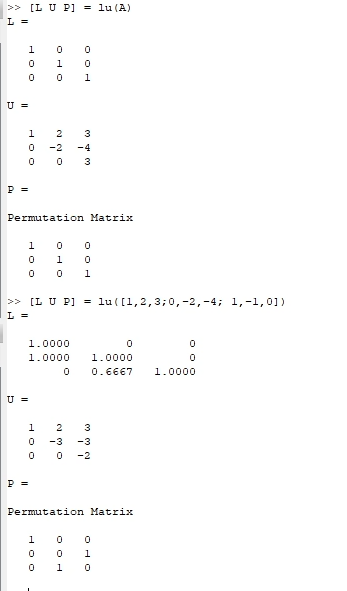 >> [L U P] = lu(A)
L =
1 0 0
0 1 0
0 0 1
U =
1 2 3
0 -2 -4
0 0 3
P =
Permutation Matrix
1 0 0
0 1 0
0 0 1
>> [L U P] = lu([1,2,3;0,-2,-4; 1,-1,0])
L =
1.0000 0 0
1.0000 1.0000 0
0 0.6667 1.0000
U =
1 2 3
0 -3 -3
0 0 -2
P =
Permutation Matrix
1 0 0
0 0 1
0 1 0